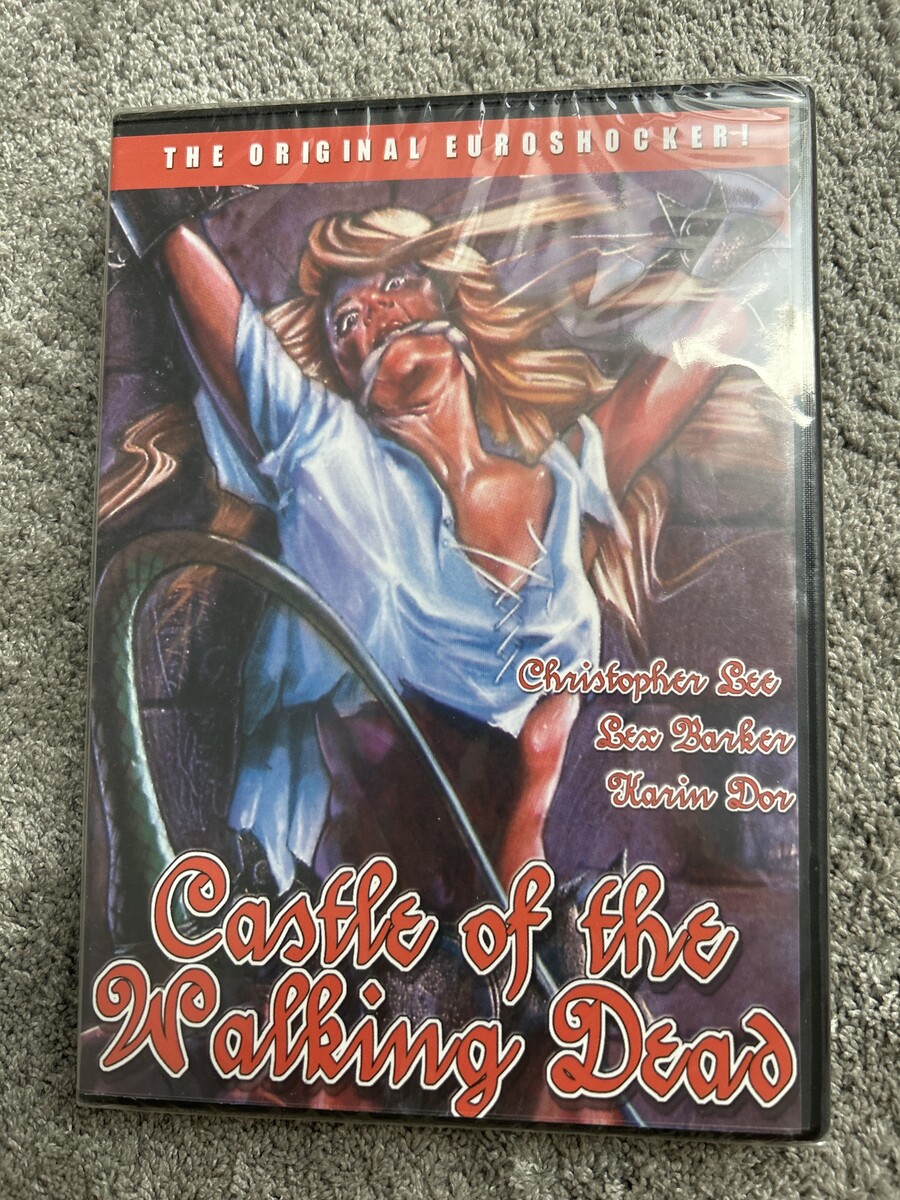 THE ORIGINAL EUROSHOCKER!
Christopher Lee
Lex Barker
Karin Dor
Castle of the
Walking Dead